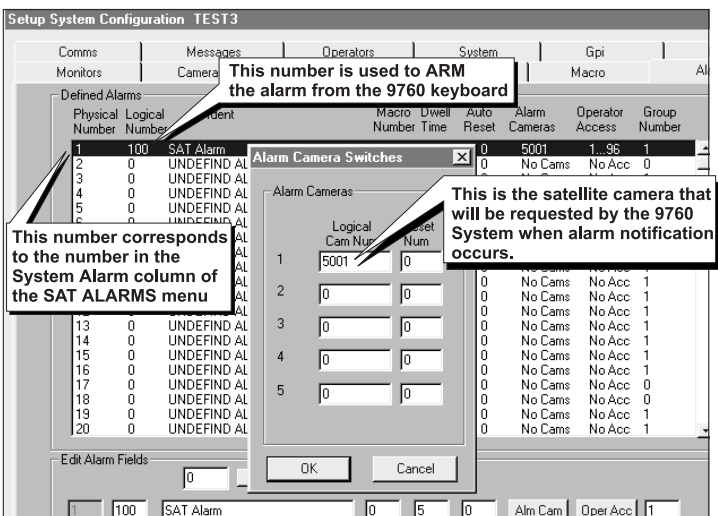 Setup System Configuration TEST3
Comms Messages Operators System Gpi
Monitors Camera Macro Ala
This number is used to ARM
the alarm from the 9760 keyboard
Defined Alarms
Physical Number Logical Number Macro Number Dwell Time Auto Reset Alarm Cameras Operator Access Group Number
1 100 SAT Alarm 0 5001 1...96 1
2 0 UNDEFIND AL No Cams No Acc 0
3 0 UNDEFIND AL
4 0 UNDEFIND AL
5 0 UNDEFIND AL
This number corresponds
to the number in the
System Alarm column of
the SAT ALARMS menu
This is the satellite camera that
will be requested by the 9760
System when alarm notification
occurs.
13 0 UNDEFIND AL 0 No Cams No Acc 1
14 0 UNDEFIND AL 0 No Cams No Acc 1
15 0 UNDEFIND AL 0 No Cams No Acc 1
16 0 UNDEFIND AL 0 No Cams No Acc 1
17 0 UNDEFIND AL 0 No Cams No Acc 0
18 0 UNDEFIND AL 0 No Cams No Acc 0
19 0 UNDEFIND AL 0 No Cams No Acc 1
20 0 UNDEFIND AL 0 No Cams No Acc 1
Alarm Camera Switches
Alarm Cameras
Logical
Cam Num Num
1 5001 0
2 0 0
3 0 0
4 0 0
5 0 0
OK Cancel
Edit Alarm Fields
0
1 100 SAT Alarm 0 5 0 Alm Cam Oper Acc 1